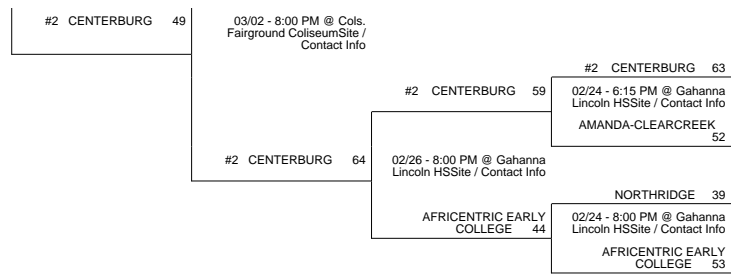 #2 CENTERBURG 49
03/02 - 8:00 PM @ Cols.
Fairground ColiseumSite /
Contact Info
#2 CENTERBURG 63
#2 CENTERBURG 59
02/24 - 6:15 PM @ Gahanna
Lincoln HSSite / Contact Info
AMANDA-CLEARCREEK
52
#2 CENTERBURG 64
02/26 - 8:00 PM @ Gahanna
Lincoln HSSite / Contact Info
NORTHRIDGE 39
AFRICENTRIC EARLY
COLLEGE 44
02/24 - 8:00 PM @ Gahanna
Lincoln HSSite / Contact Info
AFRICENTRIC EARLY
COLLEGE 53